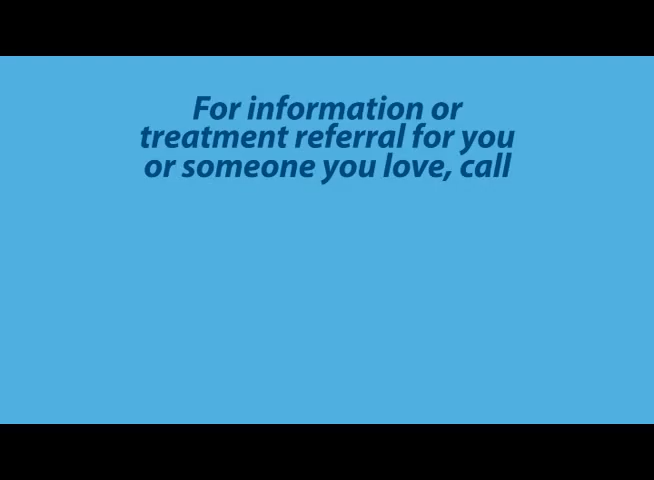 For information or
treatment referral for you
or someone you love, call